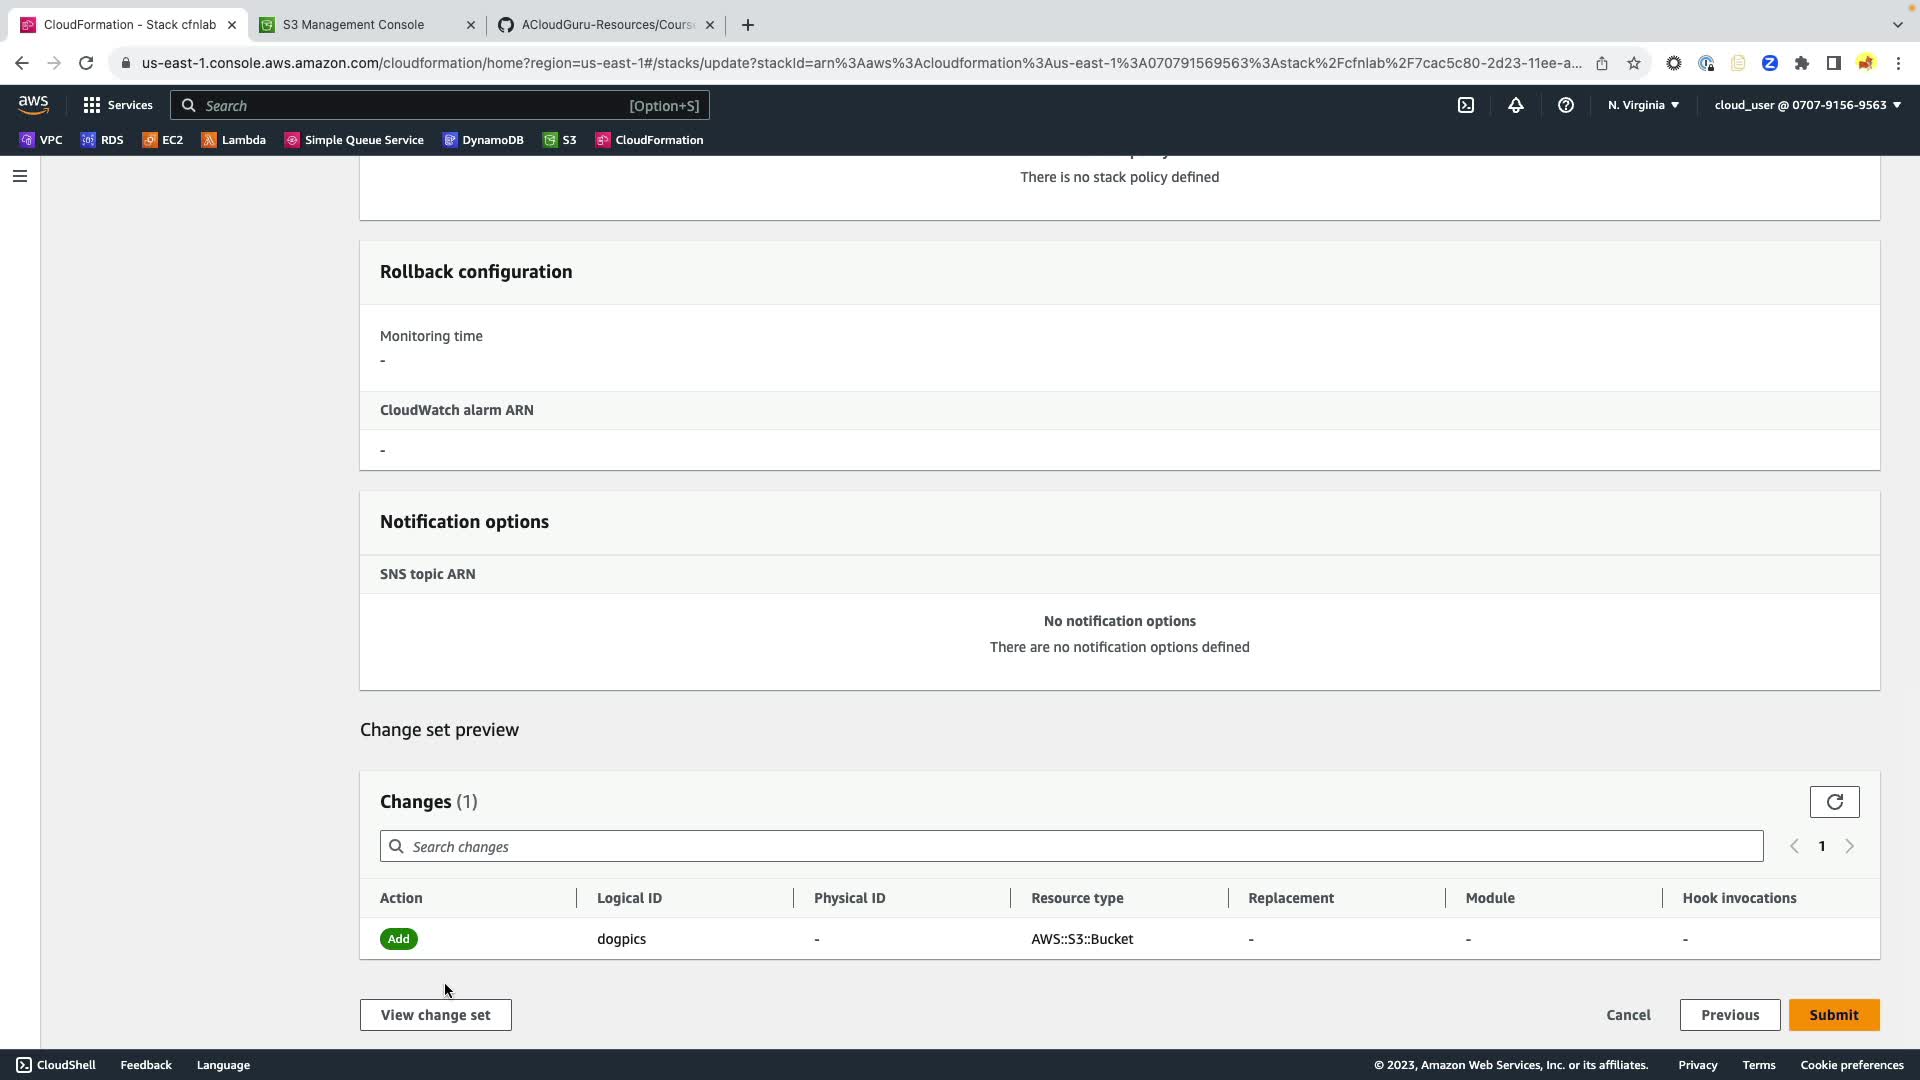 CloudFormation - Stack cfnlab
S3 Management Console
ACloudGuru-Resources/Cours
us-east-1.console.aws.amazon.com/cloudformation/home?region=us-east-1#/stacks/update?stackId=arn%3Aaws%3Acloudformation%3Aus-east-1%3A070791569563%3Astack%2Fcfnlab%2F7cac5c80-2d23-11ee-a...
aws
Services
Search
[Option+S]
N. Virginia
cloud_user @ 0707-9156-9563
VPC
RDS
EC2
Lambda
Simple Queue Service
DynamoDB
S3
CloudFormation
There is no stack policy defined
Rollback configuration
Monitoring time
-
CloudWatch alarm ARN
-
Notification options
SNS topic ARN
No notification options
There are no notification options defined
Change set preview
Changes (1)
Search changes
1
Action Logical ID Physical ID Resource type Replacement Module Hook invocations
Add dogpics - AWS::S3::Bucket - - -
View change set
Cancel
Previous
Submit
CloudShell
Feedback
Language
© 2023, Amazon Web Services, Inc. or its affiliates.
Privacy
Terms
Cookie preferences